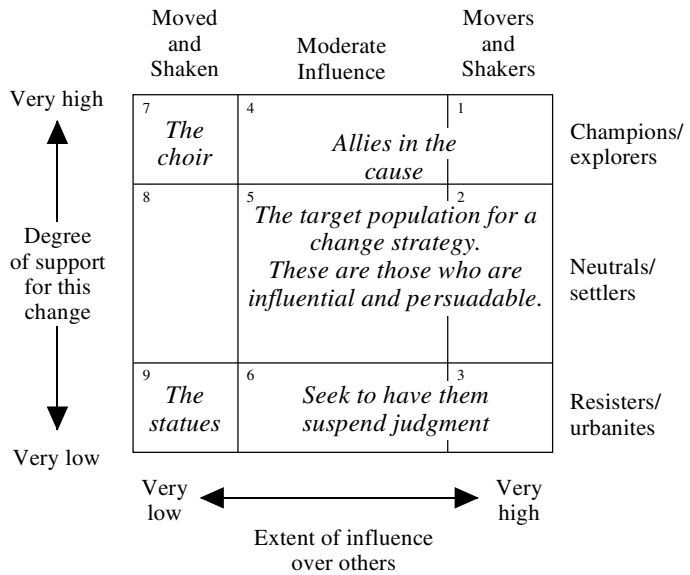 Moved
and
Shaken
Moderate
Influence
Movers
and
Shakers
Very high
Degree
of support
for this
change
Very low
7
The
choir
4
1
Allies in the
cause
Champions/
explorers
8
5
2
The target population for a
change strategy.
These are those who are
influential and persuadable.
Neutrals/
settlers
9
The
statues
6
3
Seek to have them
suspend judgment
Resisters/
urbanites
Very
low
Very
high
Extent of influence
over others